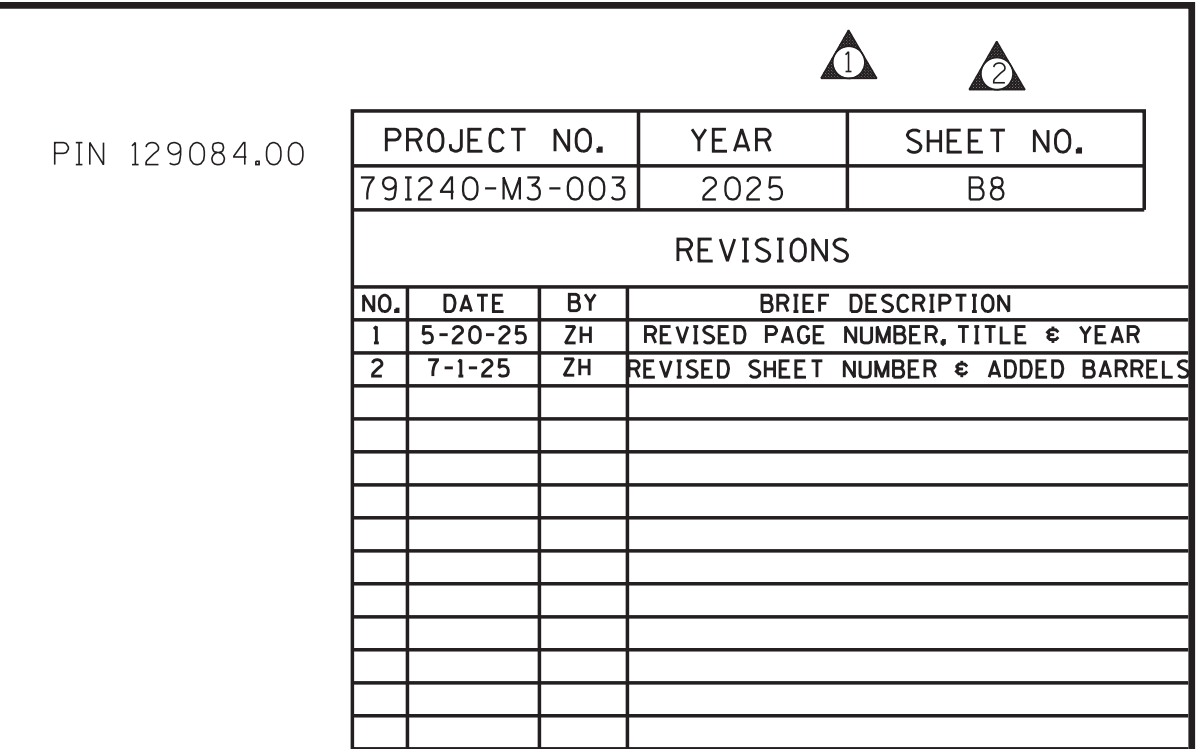 1 2
PIN 129084.00
PROJECT NO. YEAR SHEET NO.
79I240-M3-003 2025 B8
REVISIONS
NO. DATE BY BRIEF DESCRIPTION
1 5-20-25 ZH REVISED PAGE NUMBER, TITLE & YEAR
2 7-1-25 ZH REVISED SHEET NUMBER & ADDED BARRELS